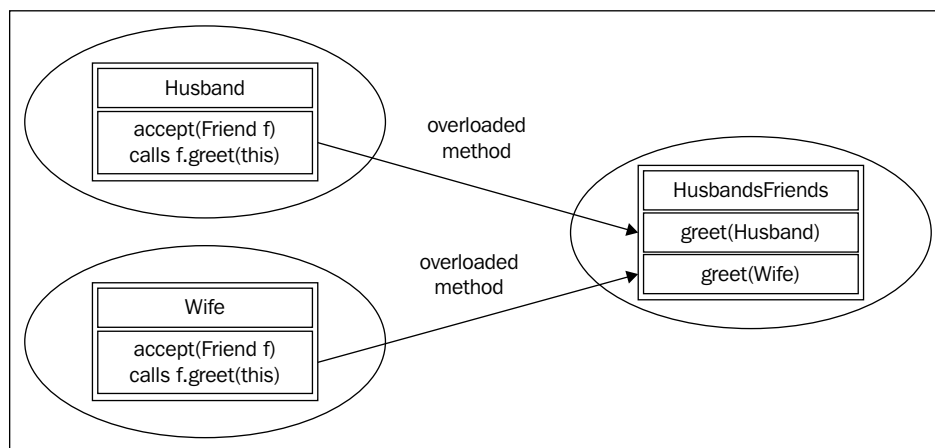 Husband
accept(Friend f)
calls f.greet(this)
overloaded
method
HusbandsFriends
greet(Husband)
greet(Wife)
overloaded
method
Wife
accept(Friend f)
calls f.greet(this)